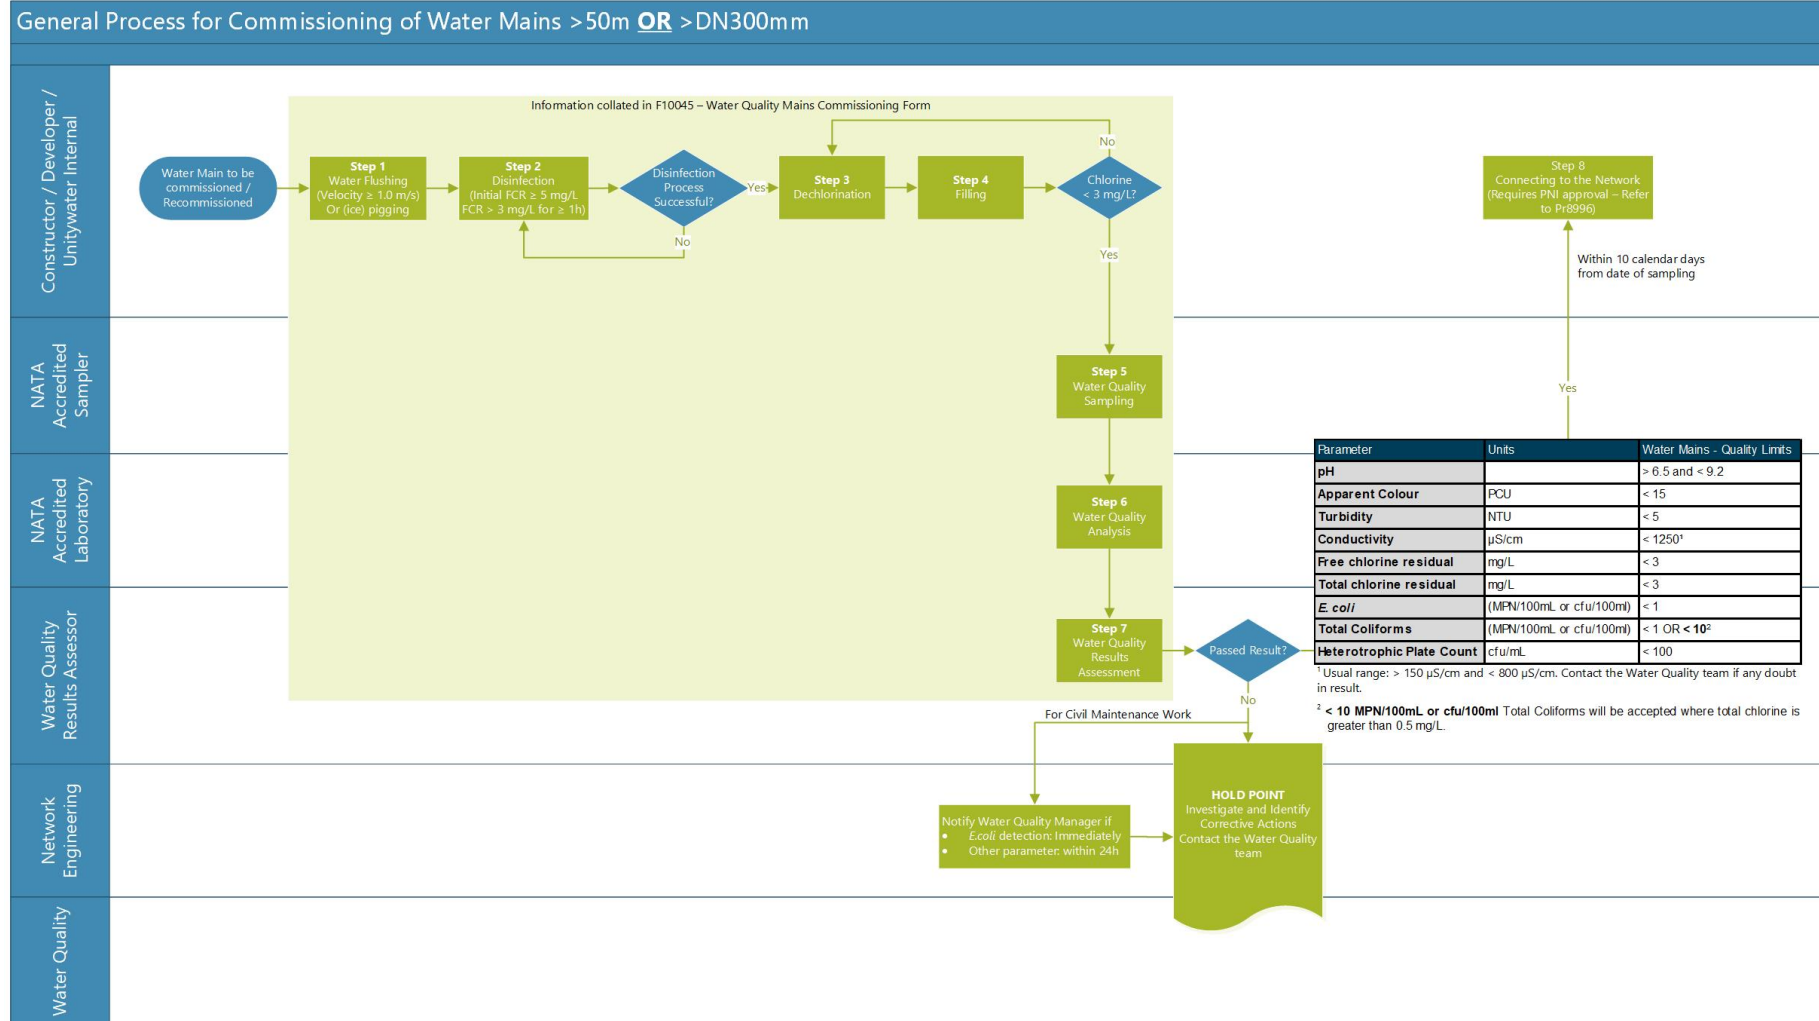 General Process for Commissioning of Water Mains >50m OR >DN300mm
Constructor / Developer /
Unitywater Internal
Information collated in F10045 – Water Quality Mains Commissioning Form
Water Main to be
commissioned /
Recommissioned
Step 1
Water Flushing
(Velocity ≥ 1.0 m/s)
Or (ice) pigging
Step 2
Disinfection
(Initial FCR ≥ 5 mg/L
FCR > 3 mg/L for ≥ 1h)
Disinfection
Process
Successful?
Yes
No
Step 3
Dechlorination
Step 4
Filling
No
Chlorine
< 3 mg/L?
Yes
Step 8
Connecting to the Network
(Requires PNI approval – Refer
to Pr8996)
Within 10 calendar days
from date of sampling
Yes
NATA
Accredited
Sampler
Step 5
Water Quality
Sampling
NATA
Accredited
Laboratory
Step 6
Water Quality
Analysis
Parameter Units Water Mains - Quality Limits
pH > 6.5 and < 9.2
Apparent Colour PCU < 15
Turbidity NTU < 5
Conductivity µS/cm < 1250¹
Free chlorine residual mg/L < 3
Total chlorine residual mg/L < 3
E. coli (MPN/100mL or cfu/100ml) < 1
Total Coliforms (MPN/100mL or cfu/100ml) < 1 OR < 10²
Heterotrophic Plate Count cfu/mL < 100
¹ Usual range: > 150 µS/cm and < 800 µS/cm. Contact the Water Quality team if any doubt
in result.
² < 10 MPN/100mL or cfu/100ml Total Coliforms will be accepted where total chlorine is
greater than 0.5 mg/L.
Water Quality
Results Assessor
Step 7
Water Quality
Results
Assessment
Passed Result?
No
For Civil Maintenance Work
Network
Engineering
Notify Water Quality Manager if
• E.coli detection: Immediately
• Other parameter: within 24h
HOLD POINT
Investigate and Identify
Corrective Actions
Contact the Water Quality
team
Water Quality